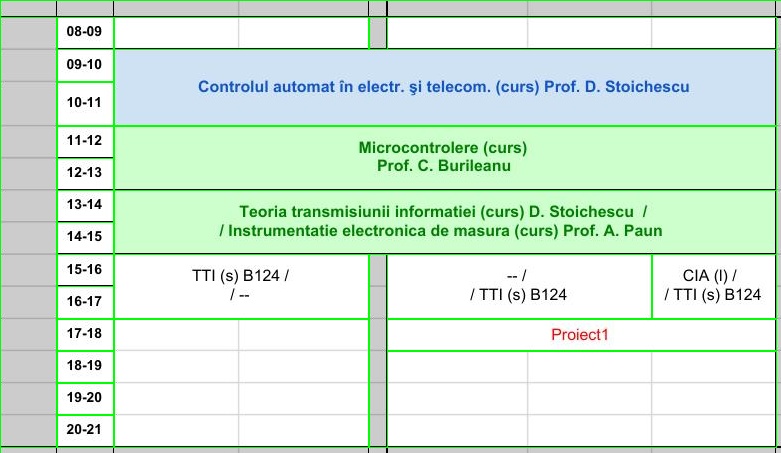 08-09
09-10
Controlul automat în electr. şi telecom. (curs) Prof. D. Stoichescu
10-11
11-12
Microcontrolere (curs)
Prof. C. Burileanu
12-13
13-14
Teoria transmisiunii informatiei (curs) D. Stoichescu /
/ Instrumentatie electronica de masura (curs) Prof. A. Paun
14-15
15-16
TTI (s) B124 /
/ --
-- /
/ TTI (s) B124
CIA (l) /
/ TTI (s) B124
16-17
17-18
Proiect1
18-19
19-20
20-21